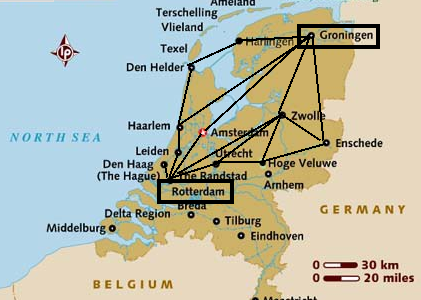 Ameland
Terschelling
Vlieland
Texel
Harlingen
Groningen
LP
Den Helder
NORTH SEA
Haarlem
Amsterdam
Zwolle
Leiden
Enschede
Den Haag
(The Hague)
Utrecht
The Randstad
Hoge Veluwe
Arnhem
Rotterdam
Breda
Delta Region
Tilburg
Middelburg
Eindhoven
GERMANY
0 30 km
0 20 miles
BELGIUM
Maastricht